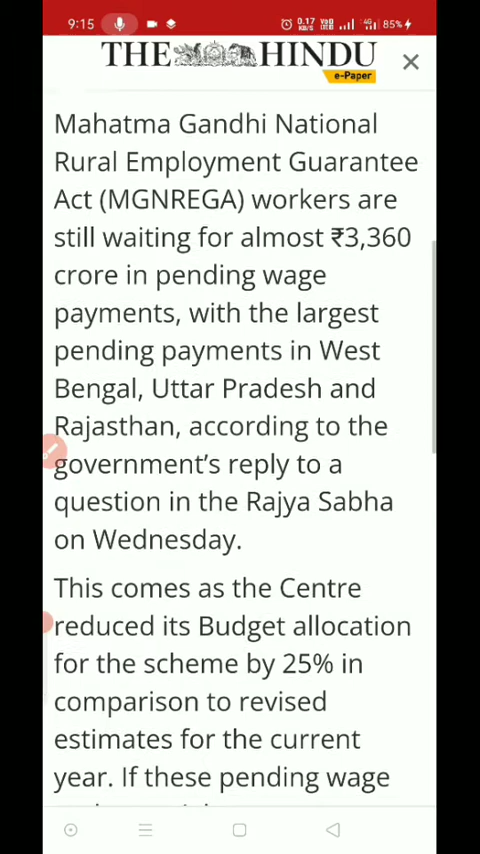 9:15
0.17
KB/S
4G
85%
THE HINDU
e-Paper
Mahatma Gandhi National
Rural Employment Guarantee
Act (MGNREGA) workers are
still waiting for almost ₹3,360
crore in pending wage
payments, with the largest
pending payments in West
Bengal, Uttar Pradesh and
Rajasthan, according to the
government’s reply to a
question in the Rajya Sabha
on Wednesday.
This comes as the Centre
reduced its Budget allocation
for the scheme by 25% in
comparison to revised
estimates for the current
year. If these pending wage